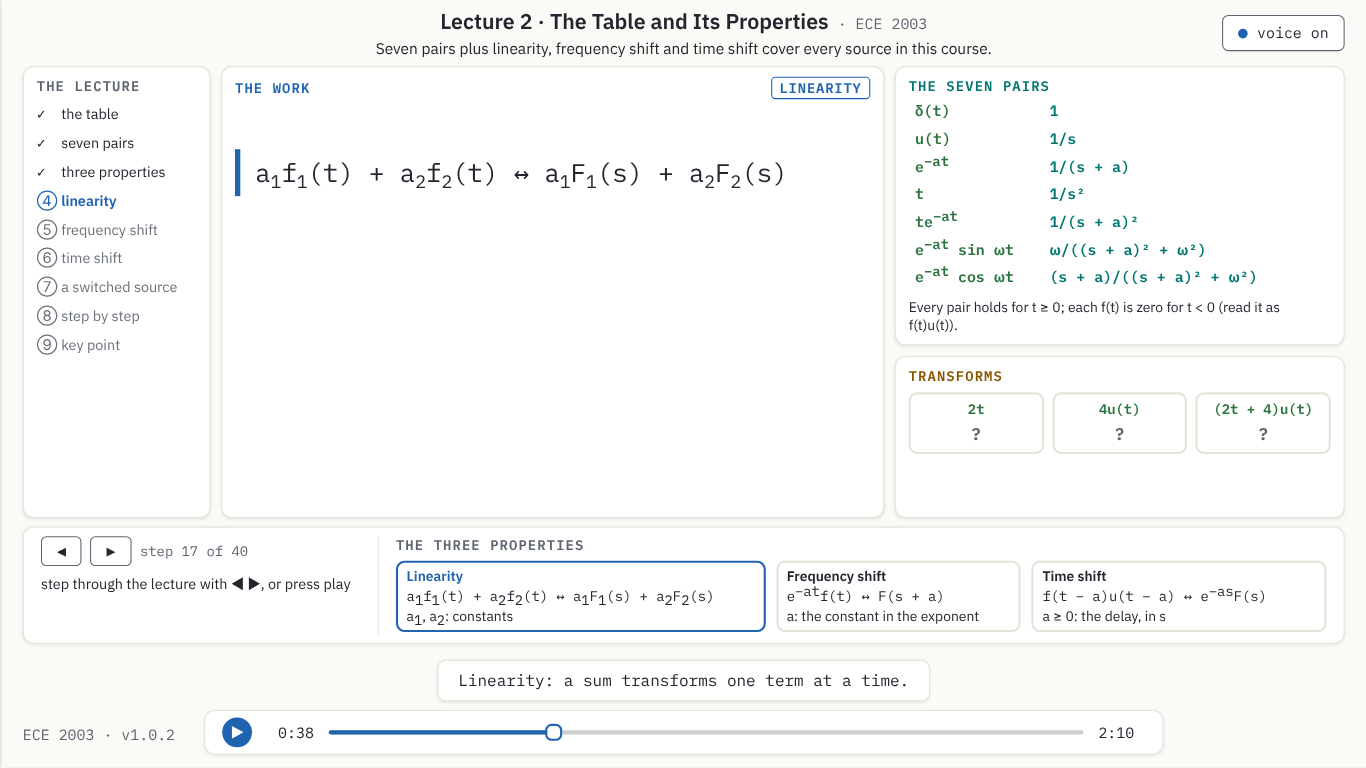 Lecture 2 · The Table and Its Properties · ECE 2003
Seven pairs plus linearity, frequency shift and time shift cover every source in this course.
voice on
THE LECTURE
✓ the table
✓ seven pairs
✓ three properties
④ linearity
⑤ frequency shift
⑥ time shift
⑦ a switched source
⑧ step by step
⑨ key point
THE WORK
LINEARITY
a₁f₁(t) + a₂f₂(t) ↔ a₁F₁(s) + a₂F₂(s)
THE SEVEN PAIRS
δ(t) 1
u(t) 1/s
e⁻ᵃᵗ 1/(s + a)
t 1/s²
te⁻ᵃᵗ 1/(s + a)²
e⁻ᵃᵗ sin ωt ω/((s + a)² + ω²)
e⁻ᵃᵗ cos ωt (s + a)/((s + a)² + ω²)
Every pair holds for t ≥ 0; each f(t) is zero for t < 0 (read it as
f(t)u(t)).
TRANSFORMS
2t
?
4u(t)
?
(2t + 4)u(t)
?
◀ ▶ step 17 of 40
step through the lecture with ◀ ▶, or press play
THE THREE PROPERTIES
Linearity
a₁f₁(t) + a₂f₂(t) ↔ a₁F₁(s) + a₂F₂(s)
a₁, a₂: constants
Frequency shift
e⁻ᵃᵗf(t) ↔ F(s + a)
a: the constant in the exponent
Time shift
f(t − a)u(t − a) ↔ e⁻ᵃˢF(s)
a ≥ 0: the delay, in s
Linearity: a sum transforms one term at a time.
ECE 2003 · v1.0.2
0:38
2:10